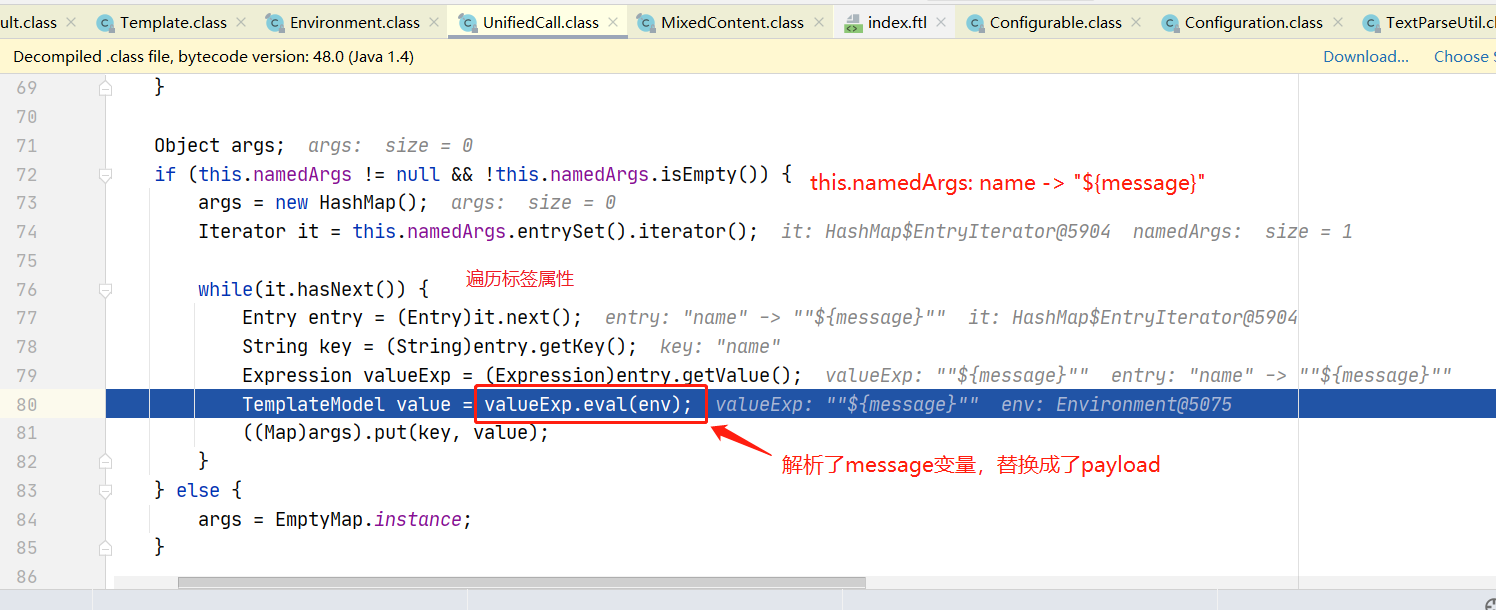 ult.class × Template.class × Environment.class × UnifiedCall.class × MixedContent.class × index.ftl × Configurable.class × Configuration.class × TextParseUtil.cl
Decompiled .class file, bytecode version: 48.0 (Java 1.4) Download... Choose S
69 }
70
71 Object args; args: size = 0
72 if (this.namedArgs != null && !this.namedArgs.isEmpty()) { this.namedArgs: name -> "${message}"
73 args = new HashMap(); args: size = 0
74 Iterator it = this.namedArgs.entrySet().iterator(); it: HashMap$EntryIterator@5904 namedArgs: size = 1
75
遍历标签属性
76 while(it.hasNext()) {
77 Entry entry = (Entry)it.next(); entry: "name" -> ""${message}"" it: HashMap$EntryIterator@5904
78 String key = (String)entry.getKey(); key: "name"
79 Expression valueExp = (Expression)entry.getValue(); valueExp: ""${message}"" entry: "name" -> ""${message}""
80 TemplateModel value = valueExp.eval(env); valueExp: ""${message}"" env: Environment@5075
81 ((Map)args).put(key, value);
82 }
解析了message变量，替换成了payload
83 } else {
84 args = EmptyMap.instance;
85 }
86